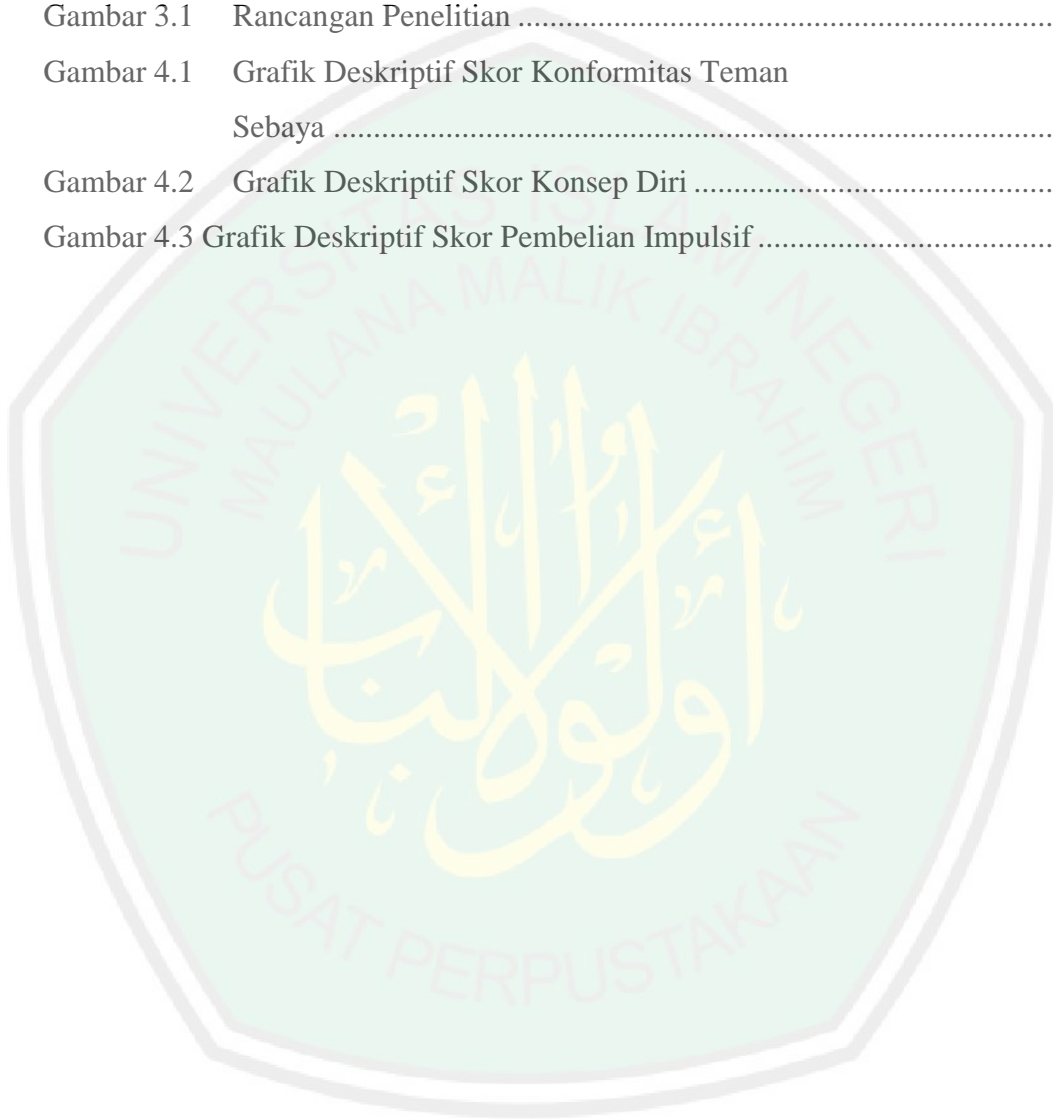 Gambar 3.1 Rancangan Penelitian ....................................................................
Gambar 4.1 Grafik Deskriptif Skor Konformitas Teman
Sebaya ...........................................................................................
Gambar 4.2 Grafik Deskriptif Skor Konsep Diri .............................................
Gambar 4.3 Grafik Deskriptif Skor Pembelian Impulsif .....................................
UNIVERSITAS ISLAM NEGERI
MAULANA MALIK IBRAHIM
أولوا الألباب
PUSAT PERPUSTAKAAN